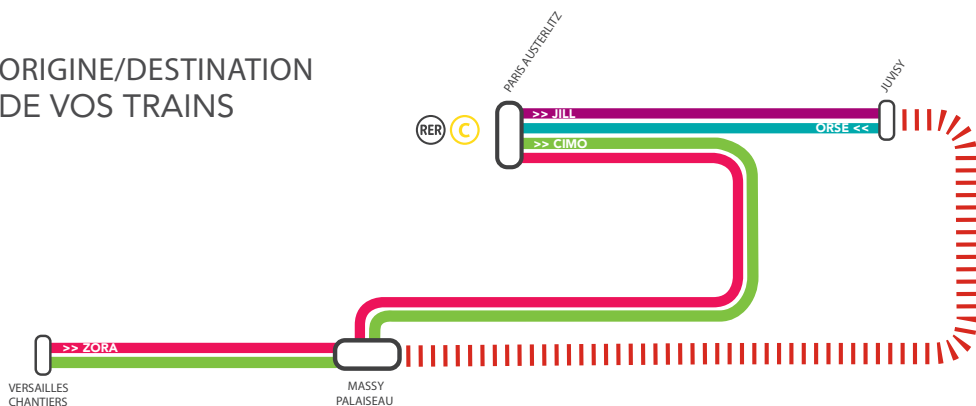 ORIGINE/DESTINATION
DE VOS TRAINS
PARIS AUSTERLITZ
JUVISY
>> JILL
ORSE <<
RER C
>> CIMO
>> ZORA
VERSAILLES
CHANTIERS
MASSY
PALAISEAU